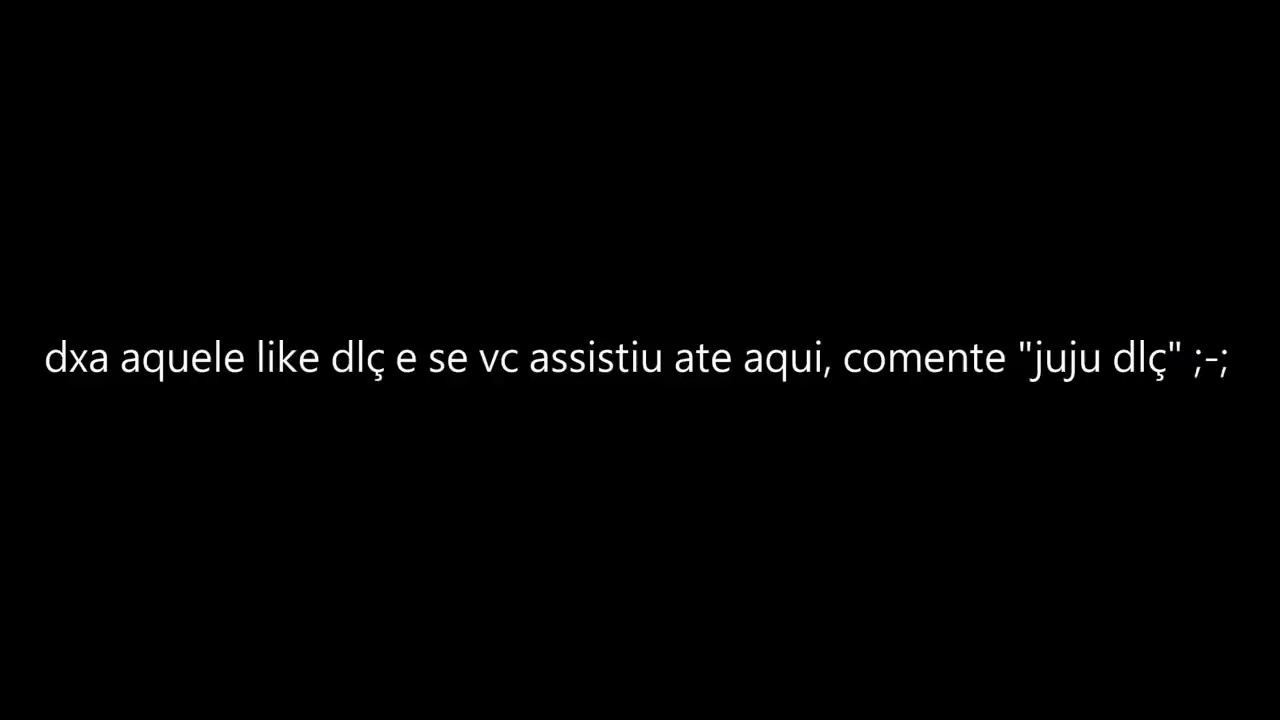 dxa aquele like dlç e se vc assistiu ate aqui, comente "juju dlç" ;-;